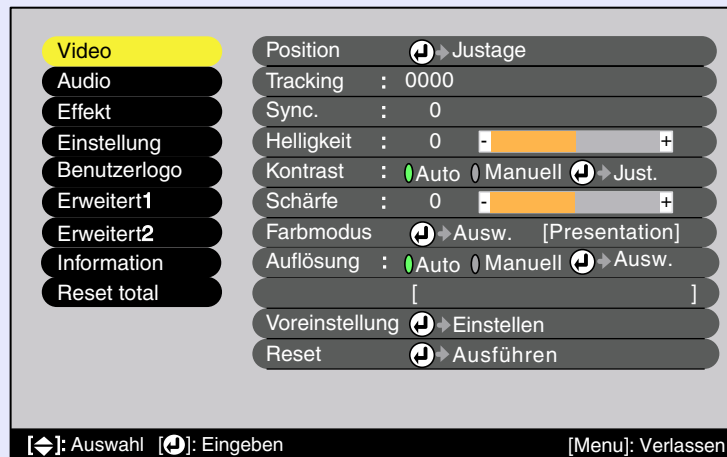 Video
Audio
Effekt
Einstellung
Benutzerlogo
Erweitert1
Erweitert2
Information
Reset total
Position Justage
Tracking : 0000
Sync. : 0
Helligkeit : 0 - +
Kontrast : Auto Manuell Just.
Schärfe : 0 - +
Farbmodus Ausw. [Presentation]
Auflösung : Auto Manuell Ausw.
[ ]
Voreinstellung Einstellen
Reset Ausführen
[ ]: Auswahl [ ]: Eingeben [Menu]: Verlassen